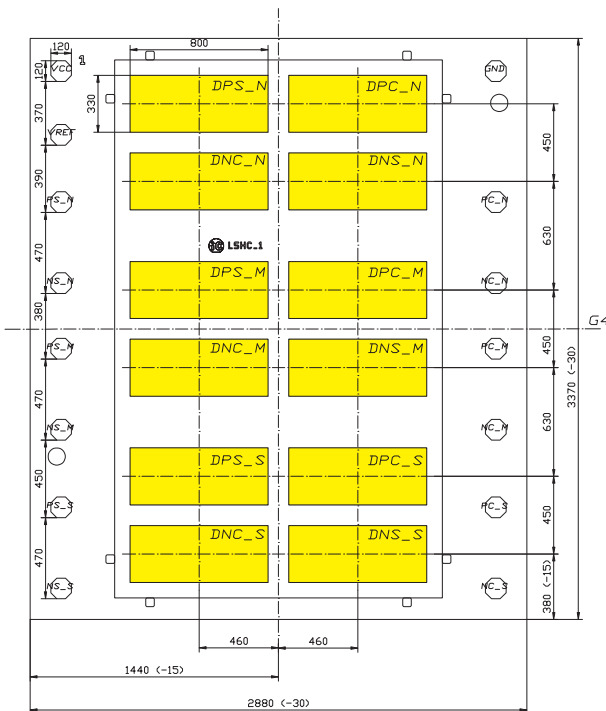 120
800
VCC
1
GND
120
DPS_N
DPC_N
330
370
450
VREF
DNC_N
DNS_N
390
PS_N
PC_N
630
LSHC_1
470
DPS_M
DPC_M
NS_N
NC_N
380
G4
PS_M
DNC_M
DNS_M
450
PC_M
3370 (-30)
470
NS_M
NC_M
630
DPS_S
DPC_S
450
PS_S
PC_S
450
DNC_S
DNS_S
470
NS_S
NC_S
380 (-15)
460
460
1440 (-15)
2880 (-30)